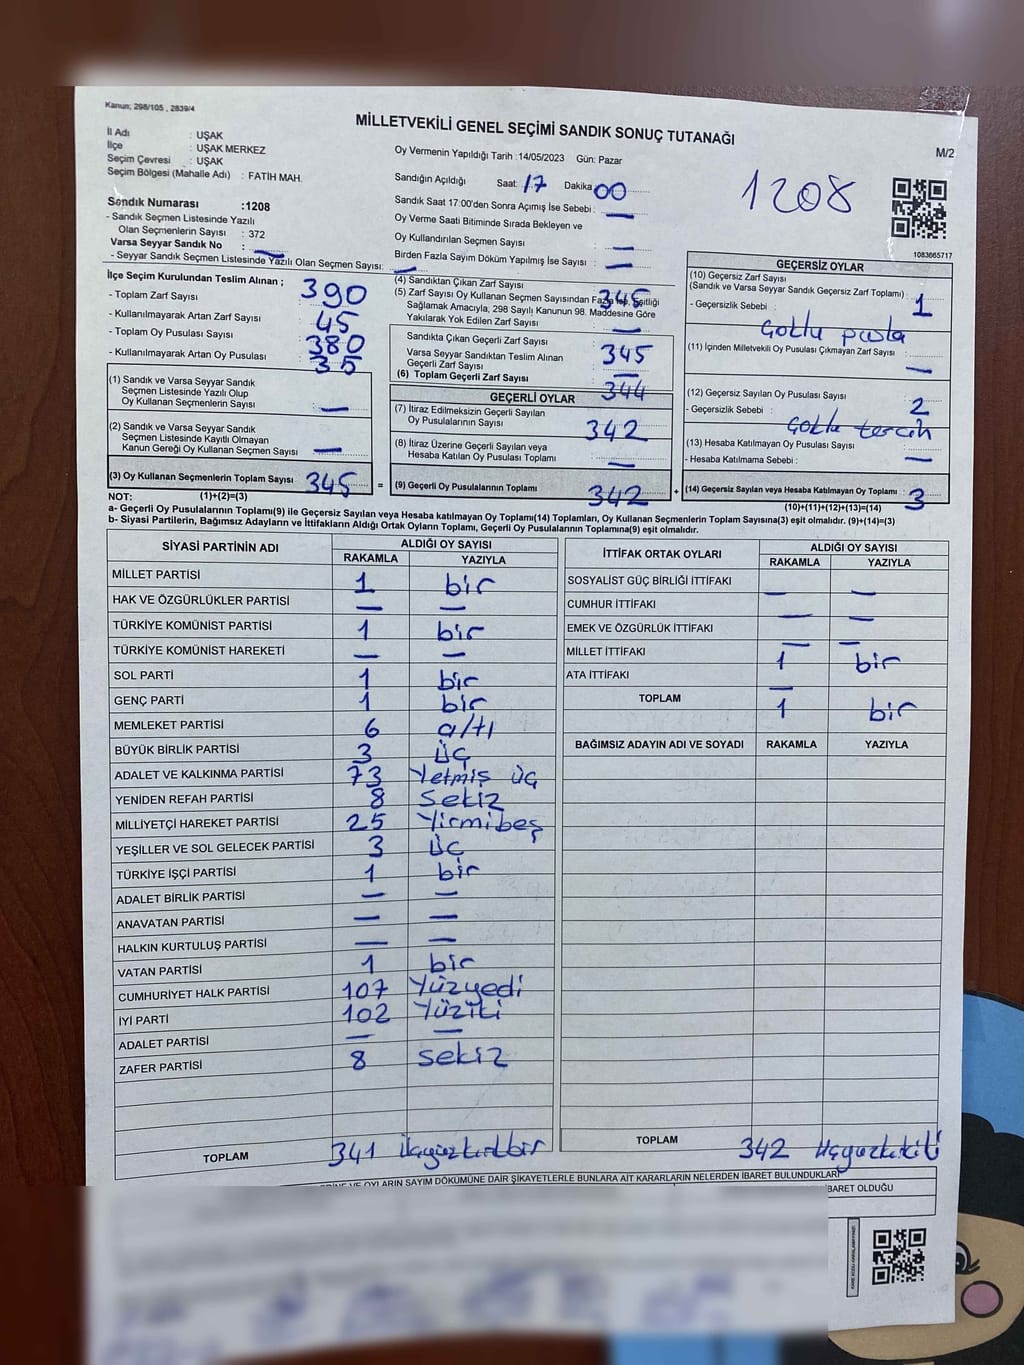 Kanun; 298/105 , 2839/4
MİLLETVEKİLİ GENEL SEÇİMİ SANDIK SONUÇ TUTANAĞI
M/2
İl Adı : UŞAK
İlçe : UŞAK MERKEZ
Seçim Çevresi : UŞAK
Seçim Bölgesi (Mahalle Adı) : FATİH MAH.
Sandık Numarası :1208
- Sandık Seçmen Listesinde Yazılı
Olan Seçmenlerin Sayısı : 372
Varsa Seyyar Sandık No : —
- Seyyar Sandık Seçmen Listesinde Yazılı Olan Seçmen Sayısı: —
Oy Vermenin Yapıldığı Tarih :14/05/2023 Gün: Pazar
Sandığın Açıldığı Saat: 17 Dakika 00
Sandık Saat 17:00'den Sonra Açımış İse Sebebi : —
Oy Verme Saati Bitiminde Sırada Bekleyen ve
Oy Kullandırılan Seçmen Sayısı : —
Birden Fazla Sayım Döküm Yapılmış İse Sayısı : —
1208
1083665717
İlçe Seçim Kurulundan Teslim Alınan ;
- Toplam Zarf Sayısı : 390
- Kullanılmayarak Artan Zarf Sayısı : 45
- Toplam Oy Pusulası Sayısı : 380
- Kullanılmayarak Artan Oy Pusulası : 35
(1) Sandık ve Varsa Seyyar Sandık
Seçmen Listesinde Yazılı Olup
Oy Kullanan Seçmenlerin Sayısı : —
(2) Sandık ve Varsa Seyyar Sandık
Seçmen Listesinde Kayıtlı Olmayan
Kanun Gereği Oy Kullanan Seçmen Sayısı : —
(3) Oy Kullanan Seçmenlerin Toplam Sayısı : 345 =
(4) Sandıktan Çıkan Zarf Sayısı : 345
(5) Zarf Sayısı Oy Kullanan Seçmen Sayısından Fazla ise, Eşitliği
Sağlamak Amacıyla, 298 Sayılı Kanunun 98. Maddesine Göre
Yakılarak Yok Edilen Zarf Sayısı : —
Sandıkta Çıkan Geçerli Zarf Sayısı : 345
Varsa Seyyar Sandıktan Teslim Alınan
Geçerli Zarf Sayısı : —
(6) Toplam Geçerli Zarf Sayısı : 344
GEÇERLİ OYLAR
(7) İtiraz Edilmeksizin Geçerli Sayılan
Oy Pusulalarının Sayısı : 342
(8) İtiraz Üzerine Geçerli Sayılan veya
Hesaba Katılan Oy Pusulası Toplamı : —
(9) Geçerli Oy Pusulalarının Toplamı : 342 +
GEÇERSİZ OYLAR
(10) Geçersiz Zarf Sayısı
(Sandık ve Varsa Seyyar Sandık Geçersiz Zarf Toplamı) : 1
- Geçersizlik Sebebi :
(11) İçinden Milletvekili Oy Pusulası Çıkmayan Zarf Sayısı : —
(12) Geçersiz Sayılan Oy Pusulası Sayısı : 2
- Geçersizlik Sebebi : çoklu tercih
(13) Hesaba Katılmayan Oy Pusulası Sayısı : —
- Hesaba Katılmama Sebebi :
(14) Geçersiz Sayılan veya Hesaba Katılmayan Oy Toplamı : 3
NOT: (1)+(2)=(3)
(10)+(11)+(12)+(13)=(14)
a- Geçerli Oy Pusulalarının Toplamı(9) ile Geçersiz Sayılan veya Hesaba katılmayan Oy Toplamı(14) Toplamları, Oy Kullanan Seçmenlerin Toplam Sayısına(3) eşit olmalıdır. (9)+(14)=(3)
b- Siyasi Partilerin, Bağımsız Adayların ve İttifakların Aldığı Ortak Oyların Toplamı, Geçerli Oy Pusulalarının Toplamına(9) eşit olmalıdır.
SİYASİ PARTİNİN ADI ALDIĞI OY SAYISI
RAKAMLA YAZIYLA
MİLLET PARTİSİ 1 bir
HAK VE ÖZGÜRLÜKLER PARTİSİ — —
TÜRKİYE KOMÜNİST PARTİSİ 1 bir
TÜRKİYE KOMÜNİST HAREKETİ — —
SOL PARTİ 1 bir
GENÇ PARTİ 1 bir
MEMLEKET PARTİSİ 6 altı
BÜYÜK BİRLİK PARTİSİ 3 üç
ADALET VE KALKINMA PARTİSİ 73 Yetmiş üç
YENİDEN REFAH PARTİSİ 8 sekiz
MİLLİYETÇİ HAREKET PARTİSİ 25 Yirmibeş
YEŞİLLER VE SOL GELECEK PARTİSİ 3 üç
TÜRKİYE İŞÇİ PARTİSİ 1 bir
ADALET BİRLİK PARTİSİ — —
ANAVATAN PARTİSİ — —
HALKIN KURTULUŞ PARTİSİ — —
VATAN PARTİSİ 1 bir
CUMHURİYET HALK PARTİSİ 107 Yüzyedi
İYİ PARTİ 102 Yüziki
ADALET PARTİSİ — —
ZAFER PARTİSİ 8 sekiz
TOPLAM 341 üçyüzkırkbir
İTTİFAK ORTAK OYLARI ALDIĞI OY SAYISI
RAKAMLA YAZIYLA
SOSYALİST GÜÇ BİRLİĞİ İTTİFAKI — —
CUMHUR İTTİFAKI — —
EMEK VE ÖZGÜRLÜK İTTİFAKI — —
MİLLET İTTİFAKI 1 bir
ATA İTTİFAKI —
TOPLAM 1 bir
BAĞIMSIZ ADAYIN ADI VE SOYADI RAKAMLA YAZIYLA
TOPLAM 342
VE OYLARIN SAYIM DÖKÜMÜNE DAİR ŞİKAYETLERLE BUNLARA AİT KARARLARIN NELERDEN İBARET BULUNDUKLARI
BARET OLDUĞU